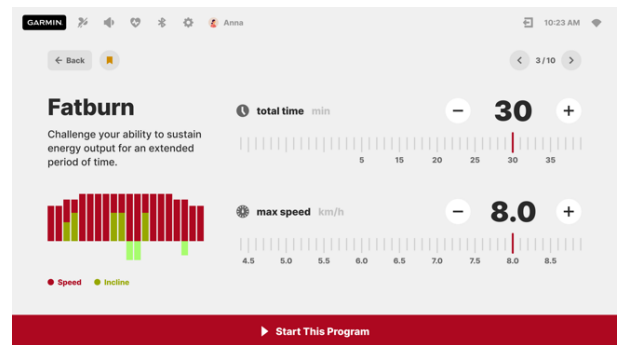 GARMIN
Anna
10:23 AM
Back
3/10
Fatburn
Challenge your ability to sustain
energy output for an extended
period of time.
total time min
30
5 15 20 25 30 35
max speed km/h
8.0
4.5 5.0 5.5 6.0 6.5 7.0 7.5 8.0 8.5
Speed
Incline
Start This Program